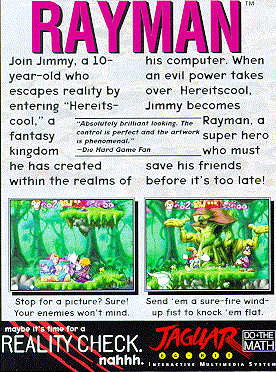 RAYMAN™
Join Jimmy, a 10-
year-old who
escapes reality by
entering "Hereits-
cool," a
fantasy
kingdom
he has created
within the realms of
his computer. When
an evil power takes
over Hereitscool,
Jimmy becomes
Rayman, a
super hero
who must
save his friends
before it's too late!
"Absolutely brilliant looking. The
control is perfect and the artwork
is phenomenal."
-Die Hard Game Fan
Stop for a picture? Sure!
Your enemies won't mind.
Send 'em a sure-fire wind-
up fist to knock 'em flat.
maybe it's time for a
REALITY CHECK.
nahhh.
JAGUAR
64-BIT
INTERACTIVE MULTIMEDIA SYSTEM
DO•THE
MATH